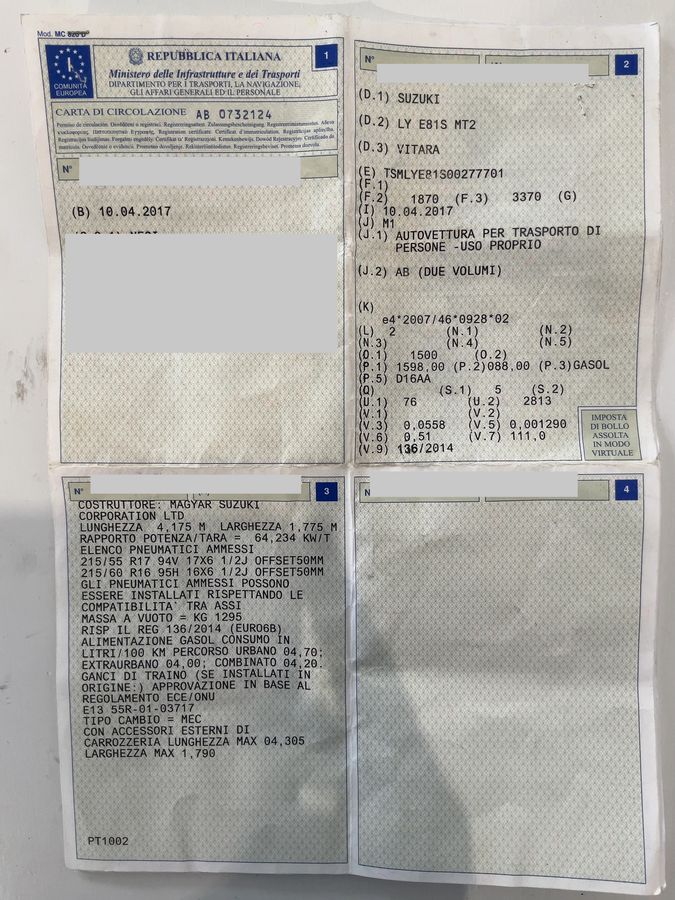 Mod. MC 820 D
COMUNITÀ
EUROPEA
REPUBBLICA ITALIANA
1
Ministero delle Infrastrutture e dei Trasporti
DIPARTIMENTO PER I TRASPORTI, LA NAVIGAZIONE,
GLI AFFARI GENERALI ED IL PERSONALE
CARTA DI CIRCOLAZIONE AB 0732124
N°
(B) 10.04.2017
N°
2
(D.1) SUZUKI
(D.2) LY E81S MT2
(D.3) VITARA
(E) TSMLYE81S00277701
(F.1)
(F.2) 1870 (F.3) 3370 (G)
(I) 10.04.2017
(J) M1
(J.1) AUTOVETTURA PER TRASPORTO DI
PERSONE -USO PROPRIO
(J.2) AB (DUE VOLUMI)
(K)
e4*2007/46*0928*02
(L) 2 (N.1) (N.2)
(N.3) (N.4) (N.5)
(O.1) 1500 (O.2)
(P.1) 1598,00 (P.2)088,00 (P.3)GASOL
(P.5) D16AA
(Q) (S.1) 5 (S.2)
(U.1) 76 (U.2) 2813
(V.1) (V.2)
(V.3) 0,0558 (V.5) 0,001290
(V.6) 0,51 (V.7) 111,0
(V.9) 136/2014
IMPOSTA
DI BOLLO
ASSOLTA
IN MODO
VIRTUALE
N°
3
COSTRUTTORE: MAGYAR SUZUKI
CORPORATION LTD
LUNGHEZZA 4,175 M LARGHEZZA 1,775 M
RAPPORTO POTENZA/TARA = 64,234 KW/T
ELENCO PNEUMATICI AMMESSI
215/55 R17 94V 17X6 1/2J OFFSET50MM
215/60 R16 95H 16X6 1/2J OFFSET50MM
GLI PNEUMATICI AMMESSI POSSONO
ESSERE INSTALLATI RISPETTANDO LE
COMPATIBILITA' TRA ASSI
MASSA A VUOTO = KG 1295
RISP IL REG 136/2014 (EURO6B)
ALIMENTAZIONE GASOL CONSUMO IN
LITRI/100 KM PERCORSO URBANO 04,70;
EXTRAURBANO 04,00; COMBINATO 04,20.
GANCI DI TRAINO (SE INSTALLATI IN
ORIGINE:) APPROVAZIONE IN BASE AL
REGOLAMENTO ECE/ONU
E13 55R-01-03717
TIPO CAMBIO = MEC
CON ACCESSORI ESTERNI DI
CARROZZERIA LUNGHEZZA MAX 04,305
LARGHEZZA MAX 1,790
PT1002
N
4